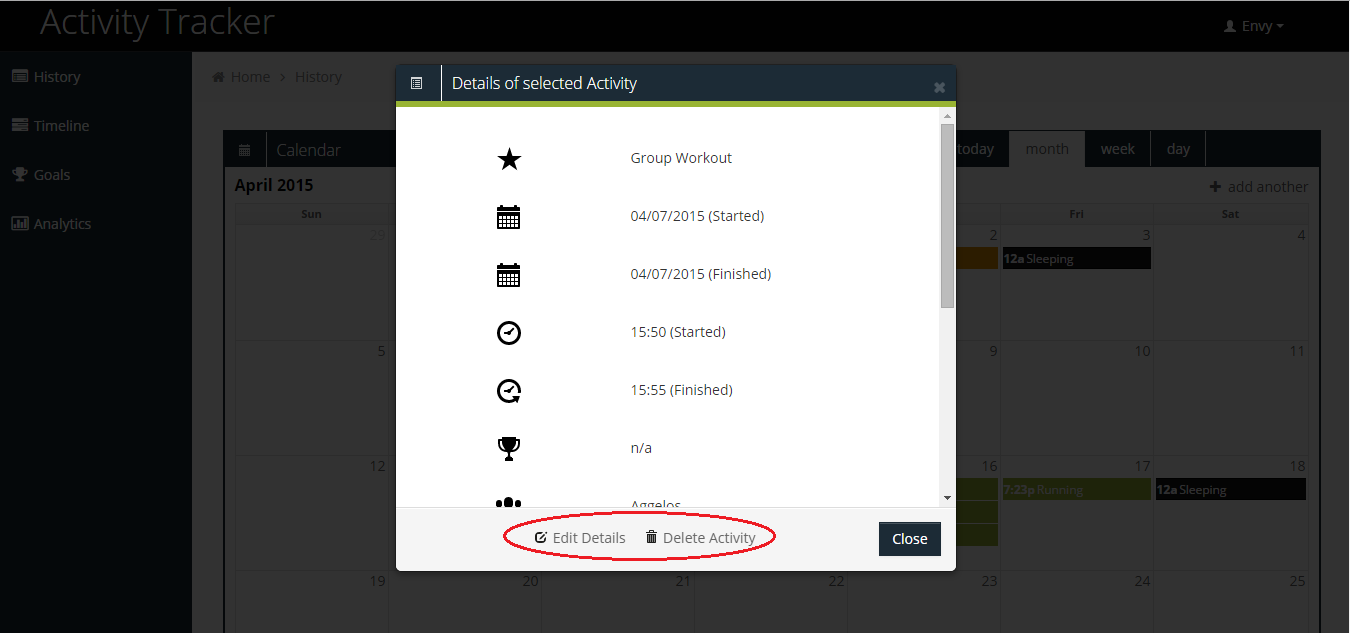 Activity Tracker
Envy
History
Timeline
Goals
Analytics
Home > History
Details of selected Activity
Group Workout
04/07/2015 (Started)
04/07/2015 (Finished)
15:50 (Started)
15:55 (Finished)
n/a
Aggelos
Edit Details
Delete Activity
Close
Calendar
today month week day
April 2015
+ add another
Sun Fri Sat
29 2 3 4
12a Sleeping
5 9 10 11
12 16 17 18
7:23p Running
12a Sleeping
19 20 21 22 23 24 25